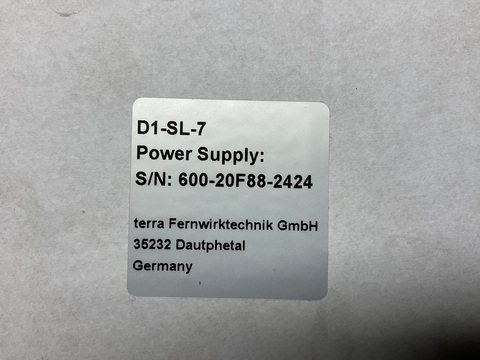 D1-SL-7
Power Supply:
S/N: 600-20F88-2424
terra Fernwirktechnik GmbH
35232 Dautphetal
Germany